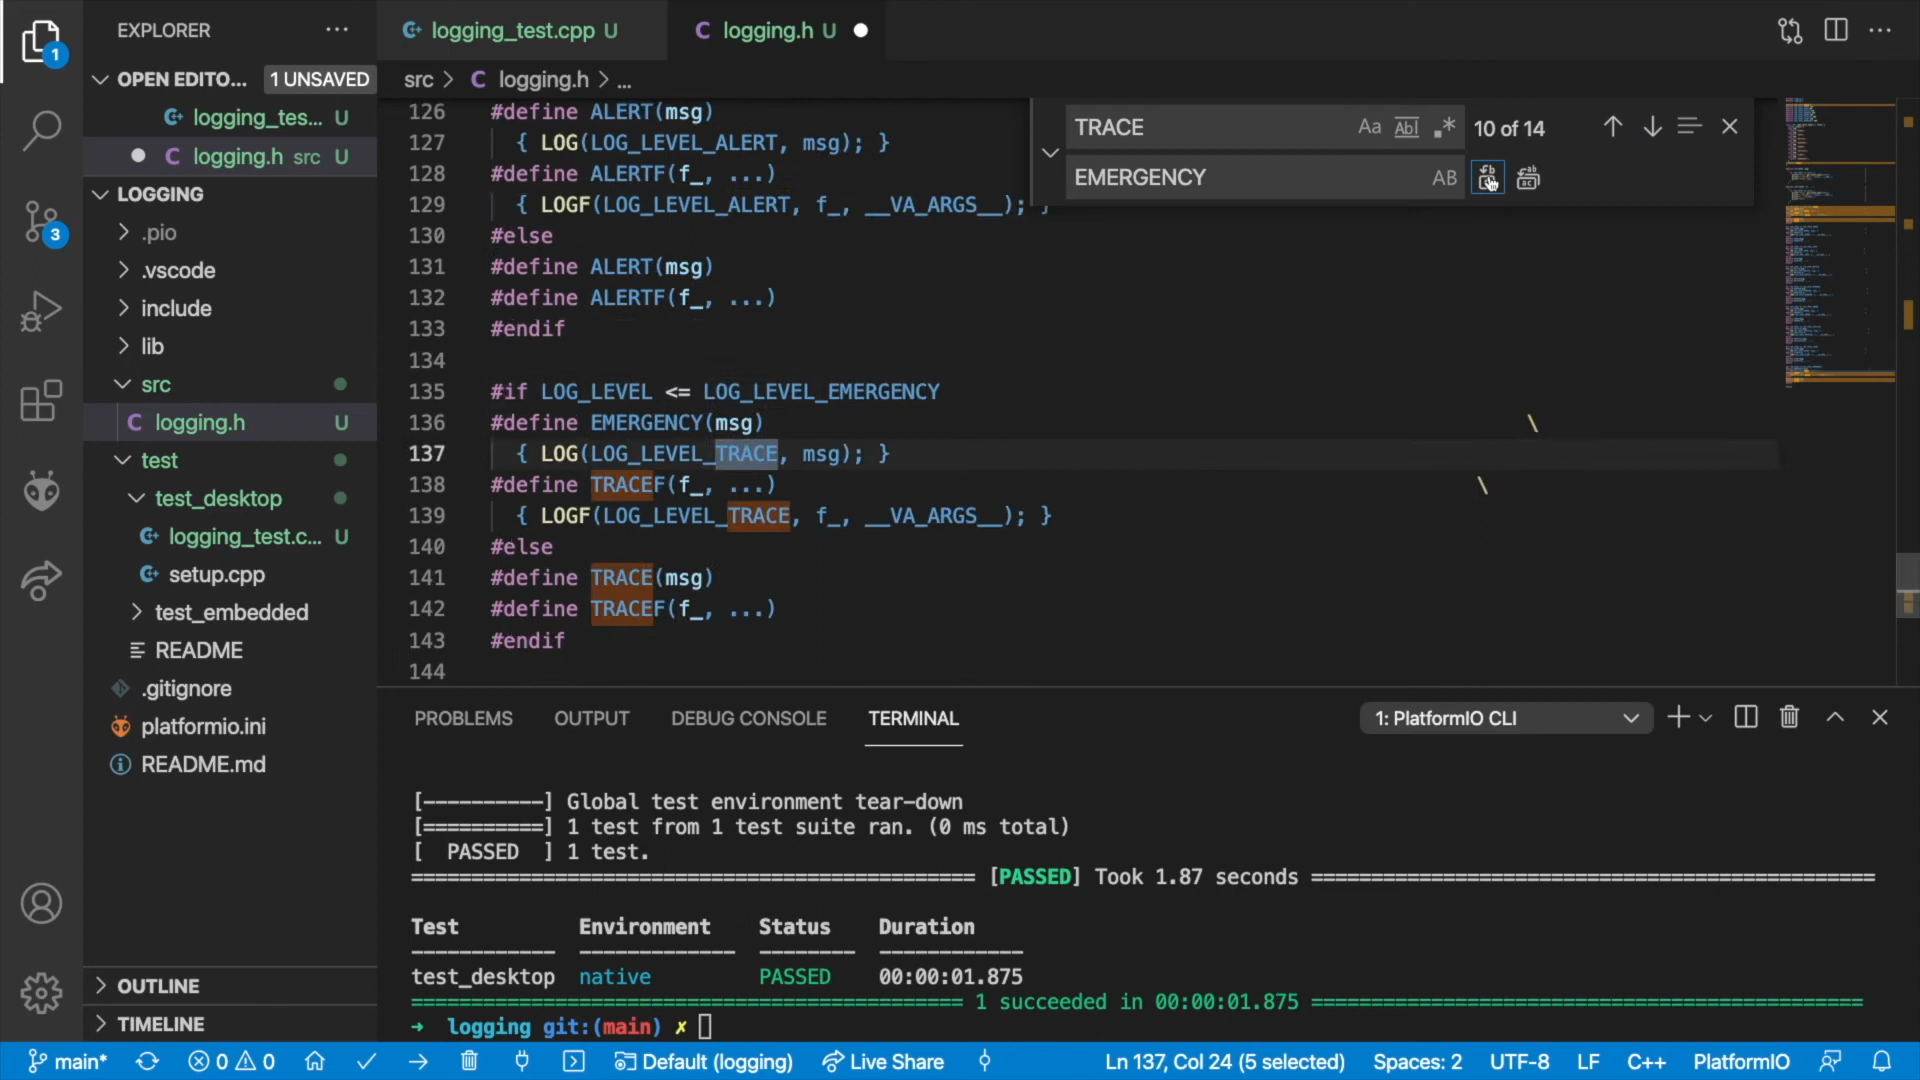 EXPLORER
OPEN EDITO... 1 UNSAVED
logging_tes... U
logging.h src U
LOGGING
.pio
.vscode
include
lib
src
logging.h U
test
test_desktop
logging_test.c... U
setup.cpp
test_embedded
README
.gitignore
platformio.ini
README.md
OUTLINE
TIMELINE
1
3
logging_test.cpp U
logging.h U
src > C logging.h > ...
TRACE Aa Abl .* 10 of 14
EMERGENCY AB
126 #define ALERT(msg)
127 { LOG(LOG_LEVEL_ALERT, msg); }
128 #define ALERTF(f_, ...)
129 { LOGF(LOG_LEVEL_ALERT, f_, __VA_ARGS__); }
130 #else
131 #define ALERT(msg)
132 #define ALERTF(f_, ...)
133 #endif
134
135 #if LOG_LEVEL <= LOG_LEVEL_EMERGENCY
136 #define EMERGENCY(msg) \
137 { LOG(LOG_LEVEL_TRACE, msg); }
138 #define TRACEF(f_, ...) \
139 { LOGF(LOG_LEVEL_TRACE, f_, __VA_ARGS__); }
140 #else
141 #define TRACE(msg)
142 #define TRACEF(f_, ...)
143 #endif
144
PROBLEMS OUTPUT DEBUG CONSOLE TERMINAL 1: PlatformIO CLI
[----------] Global test environment tear-down
[==========] 1 test from 1 test suite ran. (0 ms total)
[  PASSED  ] 1 test.
============================================= [PASSED] Took 1.87 seconds =============================================
Test Environment Status Duration
------------ ------------- -------- ------------
test_desktop native PASSED 00:00:01.875
============================================ 1 succeeded in 00:00:01.875 ============================================
➜ logging git:(main) ✗
main* 0 0 Default (logging) Live Share Ln 137, Col 24 (5 selected) Spaces: 2 UTF-8 LF C++ PlatformIO